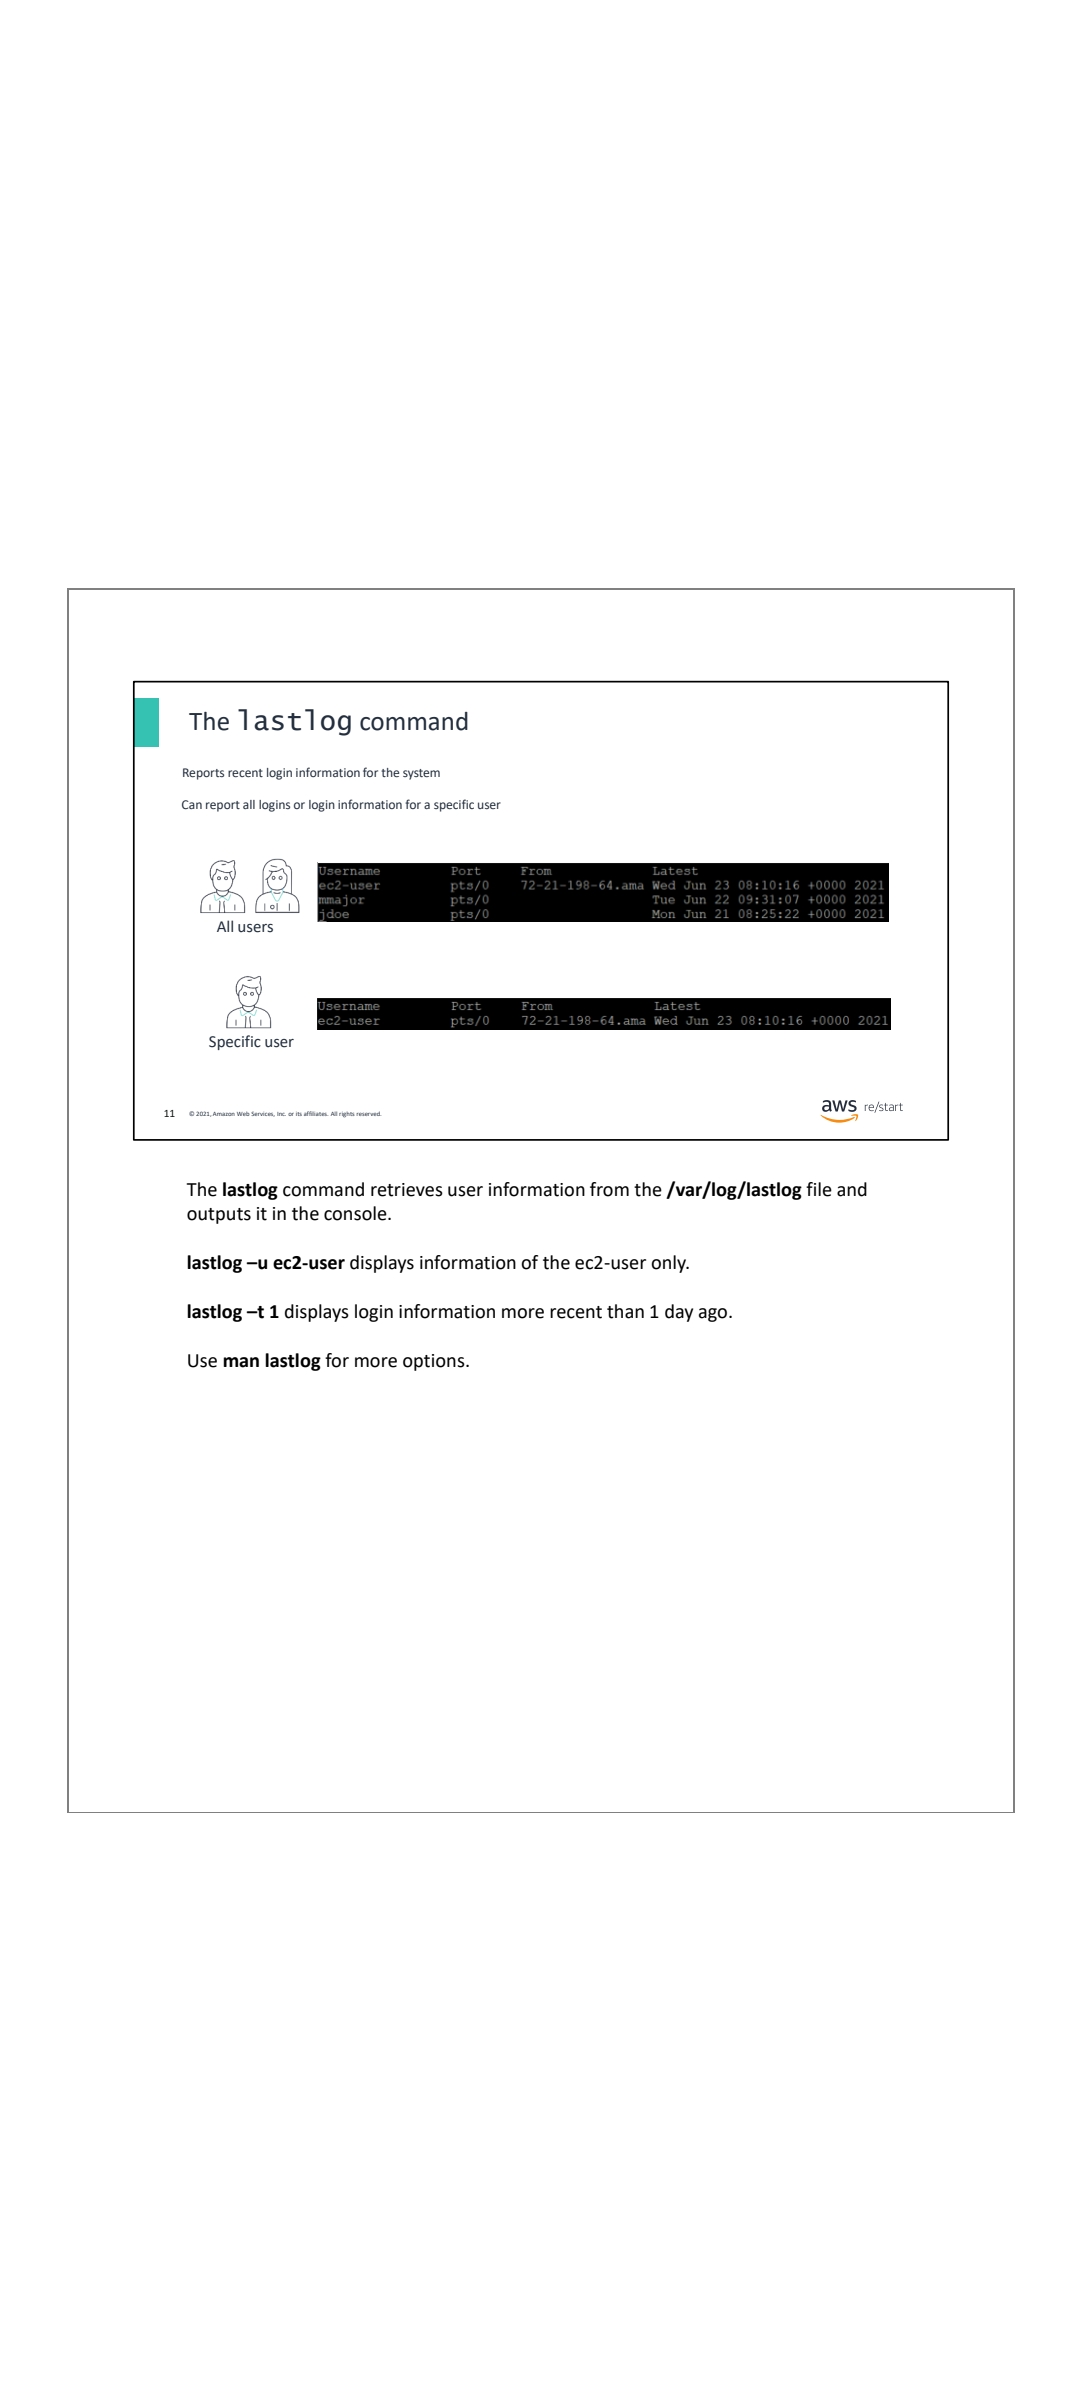 The lastlog command
Reports recent login information for the system
Can report all logins or login information for a specific user
Username Port From Latest
ec2-user pts/0 72-21-198-64.ama Wed Jun 23 08:10:16 +0000 2021
mmajor pts/0 Tue Jun 22 09:31:07 +0000 2021
jdoe pts/0 Mon Jun 21 08:25:22 +0000 2021
All users
Username Port From Latest
ec2-user pts/0 72-21-198-64.ama Wed Jun 23 08:10:16 +0000 2021
Specific user
11 © 2021, Amazon Web Services, Inc. or its affiliates. All rights reserved.
aws re/start
The lastlog command retrieves user information from the /var/log/lastlog file and
outputs it in the console.
lastlog –u ec2-user displays information of the ec2-user only.
lastlog –t 1 displays login information more recent than 1 day ago.
Use man lastlog for more options.